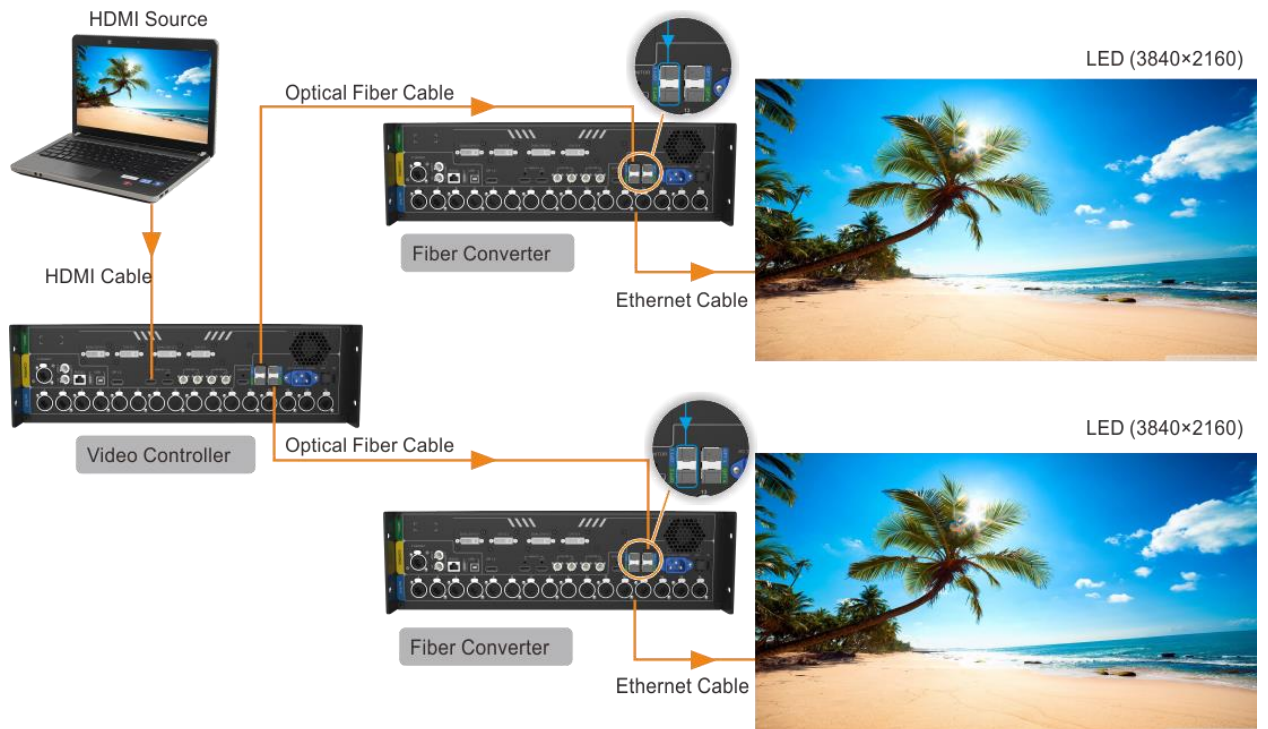 HDMI Source
LED (3840×2160)
Optical Fiber Cable
Fiber Converter
HDMI Cable
Ethernet Cable
LED (3840×2160)
Optical Fiber Cable
Video Controller
Fiber Converter
Ethernet Cable